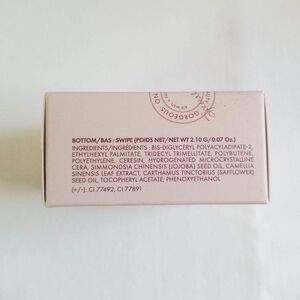 GORGEOUS ON
BOTTOM/BAS : SWIPE (POIDS NET/NET WT 2.10 G/0.07 Oz.)
INGREDIENTS/INGRÉDIENTS : BIS-DIGLYCERYL POLYACYLADIPATE-2,
ETHYLHEXYL PALMITATE, TRIDECYL TRIMELLITATE, POLYBUTENE,
POLYETHYLENE, CERESIN, HYDROGENATED MICROCRYSTALLINE
CERA, SIMMONDSIA CHINENSIS (JOJOBA) SEED OIL, CAMELLIA
SINENSIS LEAF EXTRACT, CARTHAMUS TINCTORIUS (SAFFLOWER)
SEED OIL, TOCOPHERYL ACETATE, PHENOXYETHANOL
(+/-): CI 77492, CI 77891